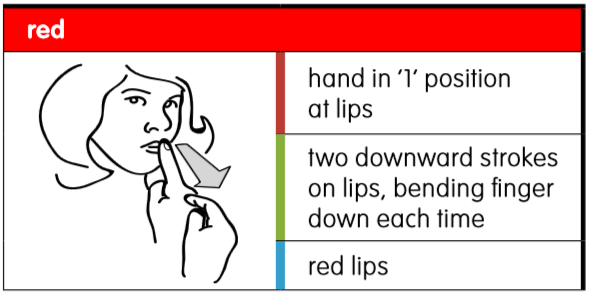 red
hand in ‘1’ position
at lips
two downward strokes
on lips, bending finger
down each time
red lips